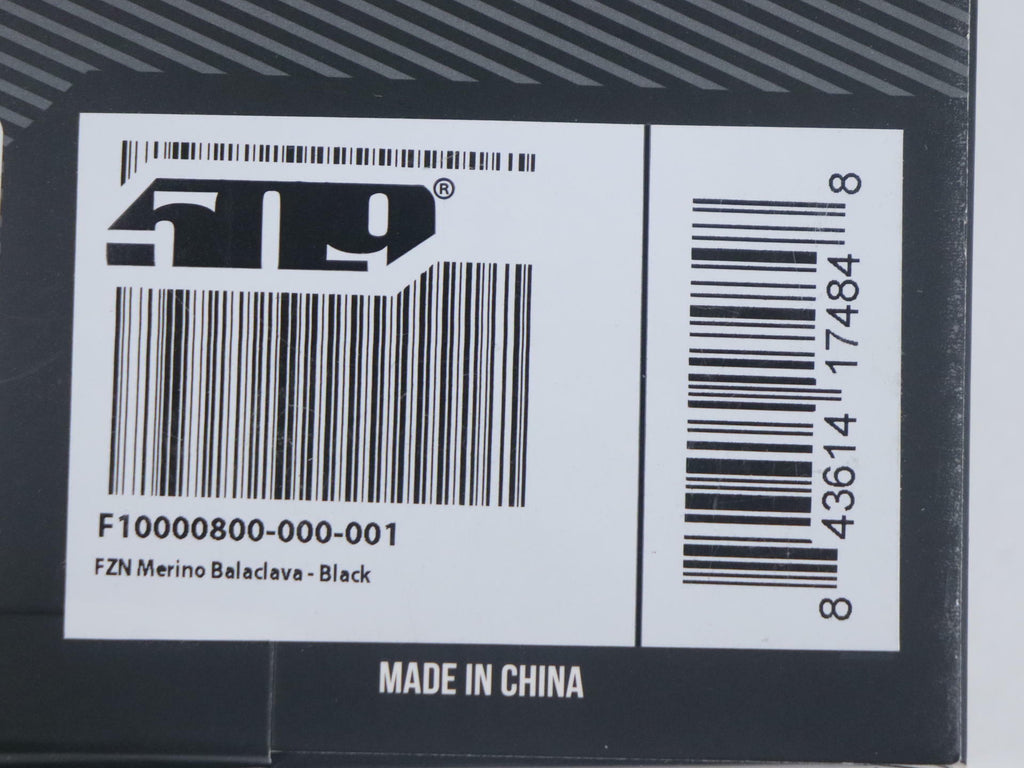 509®
F10000800-000-001
FZN Merino Balaclava - Black
8 43614 17484 8
MADE IN CHINA